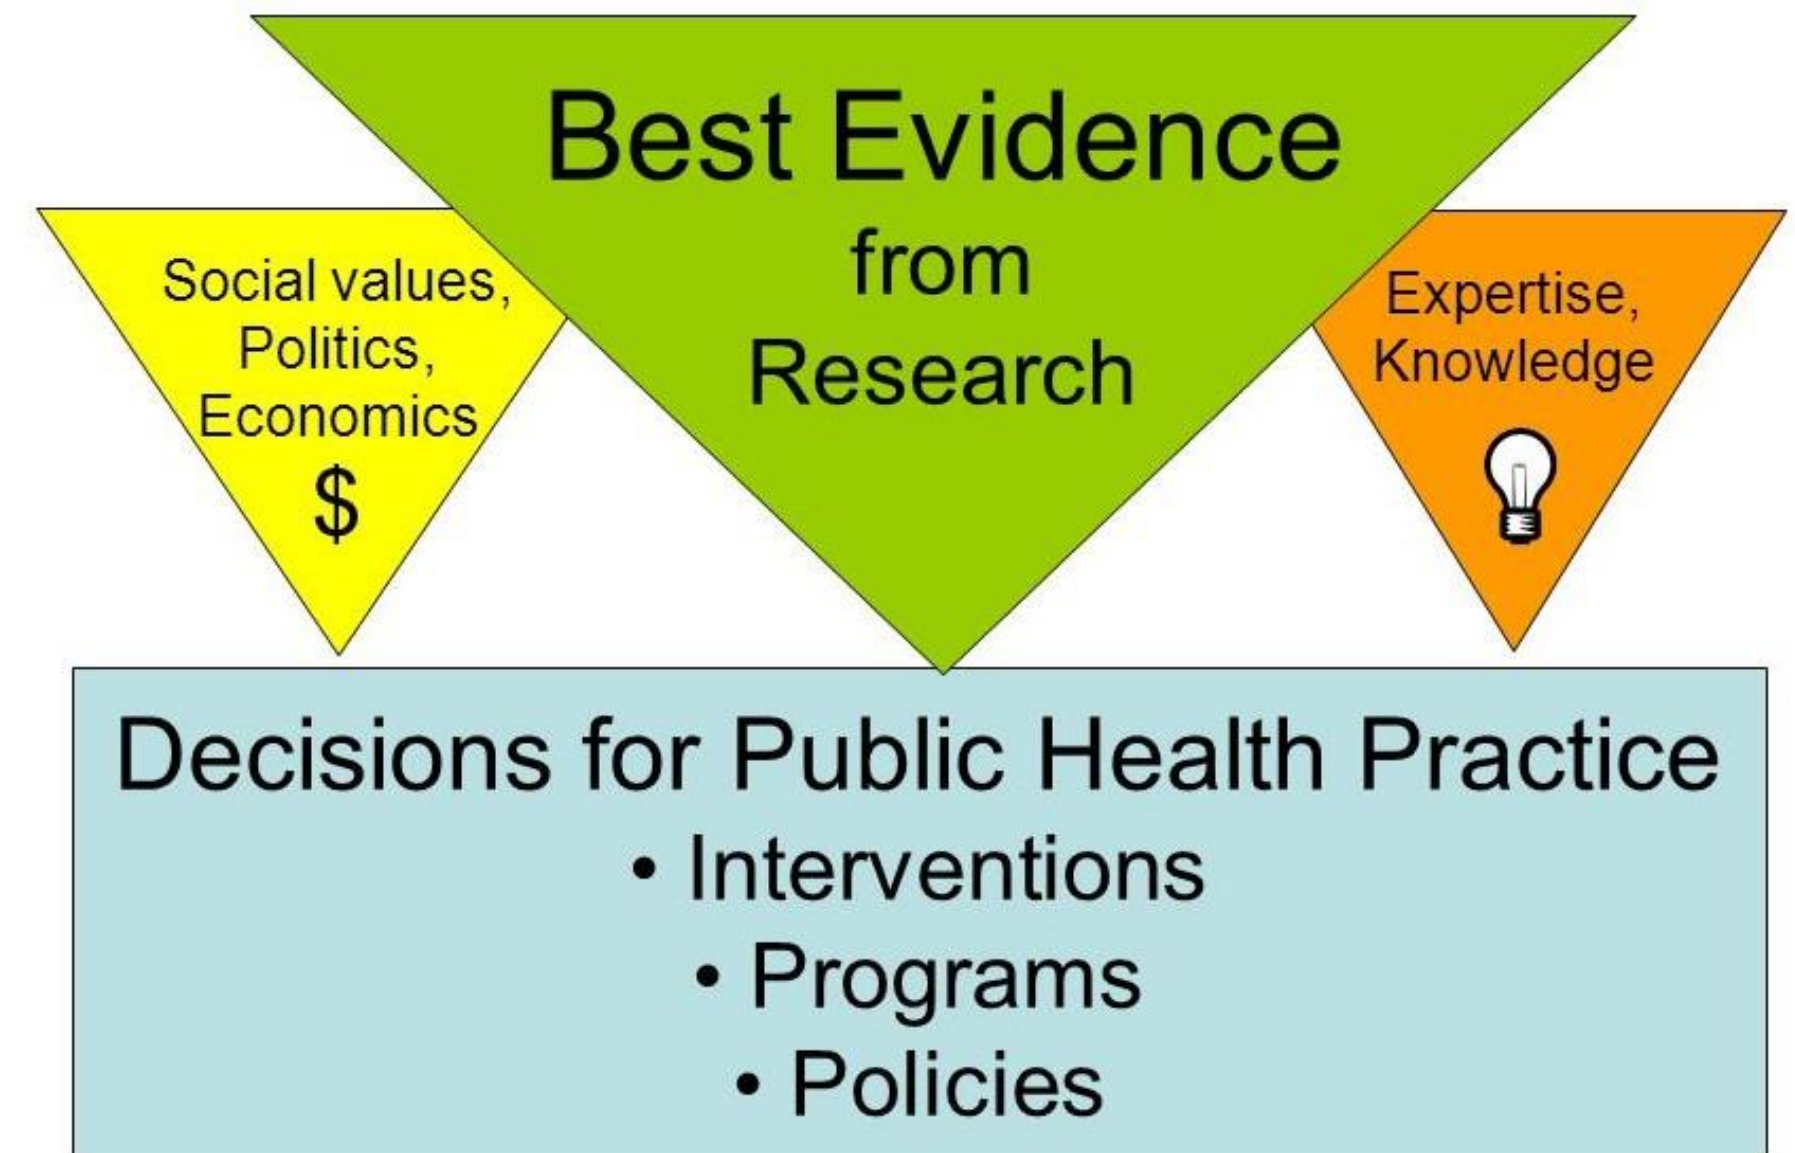 Best Evidence
from
Research
Social values,
Politics,
Economics
$
Expertise,
Knowledge
Decisions for Public Health Practice
• Interventions
• Programs
• Policies